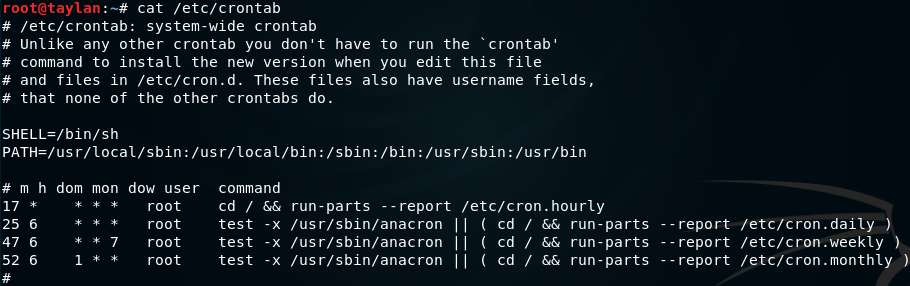 root@taylan:~# cat /etc/crontab
# /etc/crontab: system-wide crontab
# Unlike any other crontab you don't have to run the `crontab'
# command to install the new version when you edit this file
# and files in /etc/cron.d. These files also have username fields,
# that none of the other crontabs do.

SHELL=/bin/sh
PATH=/usr/local/sbin:/usr/local/bin:/sbin:/bin:/usr/sbin:/usr/bin

# m h dom mon dow user  command
17 *    * * *   root    cd / && run-parts --report /etc/cron.hourly
25 6    * * *   root    test -x /usr/sbin/anacron || ( cd / && run-parts --report /etc/cron.daily )
47 6    * * 7   root    test -x /usr/sbin/anacron || ( cd / && run-parts --report /etc/cron.weekly )
52 6    1 * *   root    test -x /usr/sbin/anacron || ( cd / && run-parts --report /etc/cron.monthly )
#